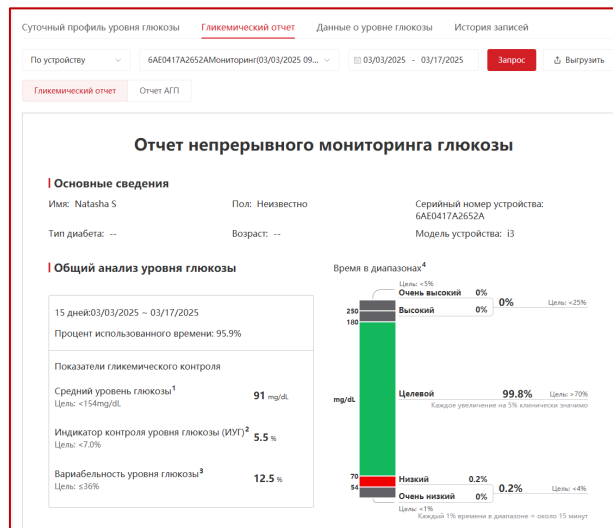 Суточный профиль уровня глюкозы Гликемический отчет Данные о уровне глюкозы История записей
По устройству 6AE0417A2652AМониторинг(03/03/2025 09... 03/03/2025 - 03/17/2025 Запрос Выгрузить
Гликемический отчет Отчет АГП
Отчет непрерывного мониторинга глюкозы
Основные сведения
Имя: Natasha S Пол: Неизвестно Серийный номер устройства:
6AE0417A2652A
Тип диабета: -- Возраст: -- Модель устройства: i3
Общий анализ уровня глюкозы
15 дней:03/03/2025 ~ 03/17/2025
Процент использованного времени: 95.9%
Показатели гликемического контроля
Средний уровень глюкозы1 91 mg/dL
Цель: <154mg/dL
Индикатор контроля уровня глюкозы (ИУГ)2 5.5 %
Цель: <7.0%
Вариабельность уровня глюкозы3 12.5 %
Цель: ≤36%
Время в диапазонах4
Цель: <5%
Очень высокий 0%
250 Высокий 0% 0% Цель: <25%
180
mg/dL Целевой 99.8% Цель: >70%
Каждое увеличение на 5% клинически значимо
70 Низкий 0.2%
54 0.2% Цель: <4%
Очень низкий 0%
Цель: <1%
Каждый 1% времени в диапазоне = около 15 минут